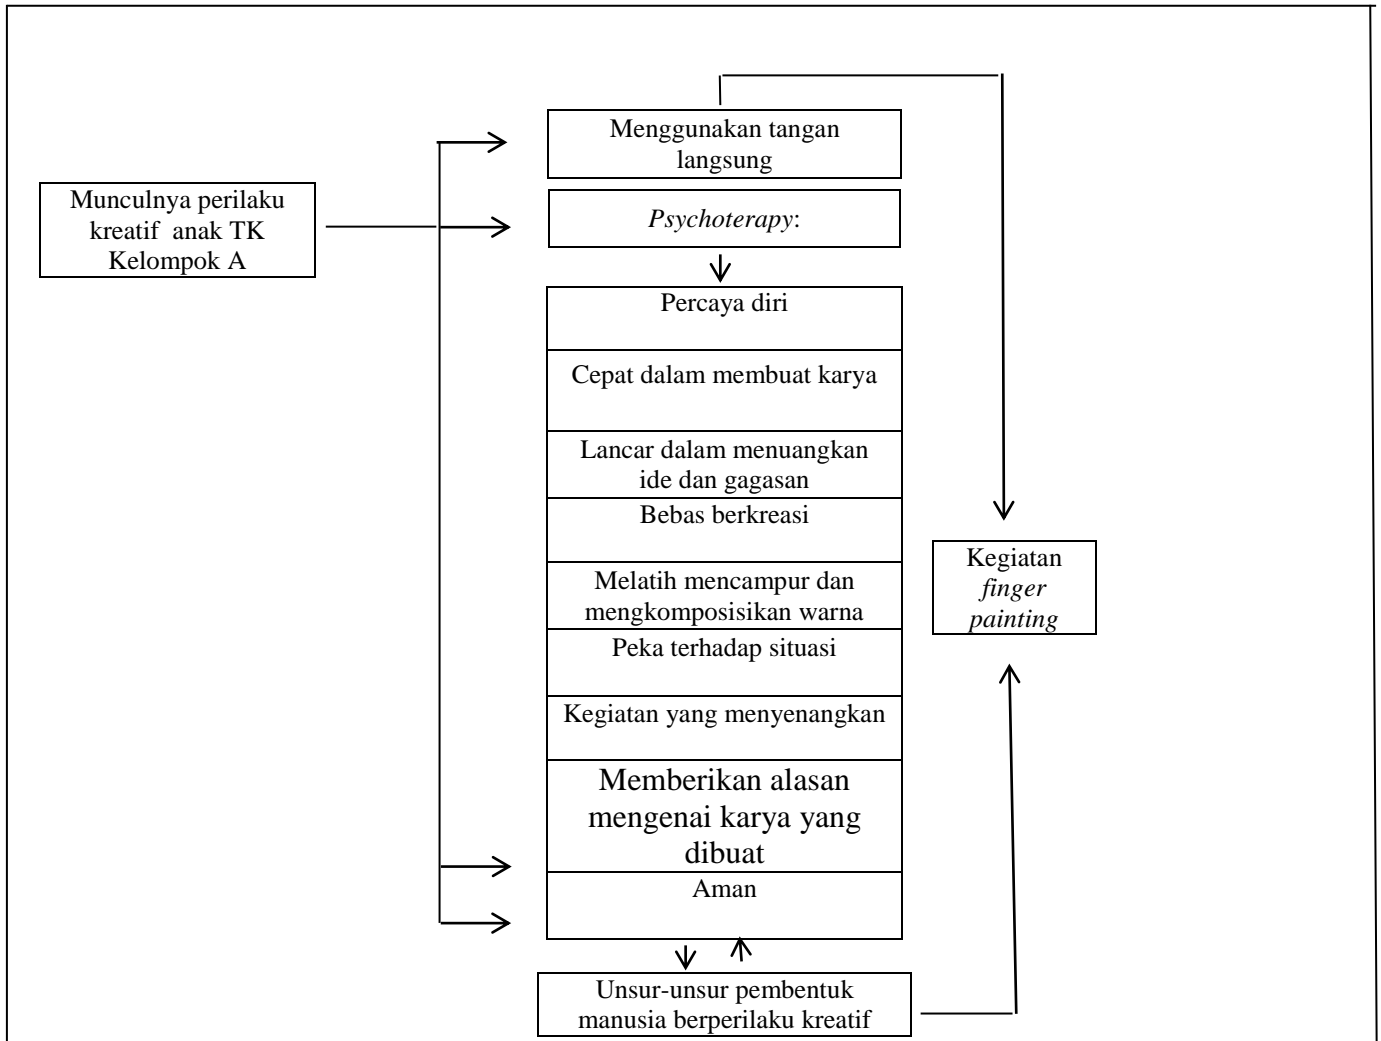 Menggunakan tangan
langsung
Munculnya perilaku
kreatif anak TK
Kelompok A
Psychoterapy:
Percaya diri
Cepat dalam membuat karya
Lancar dalam menuangkan
ide dan gagasan
Bebas berkreasi
Melatih mencampur dan
mengkomposisikan warna
Peka terhadap situasi
Kegiatan yang menyenangkan
Memberikan alasan
mengenai karya yang
dibuat
Aman
Kegiatan
finger
painting
Unsur-unsur pembentuk
manusia berperilaku kreatif